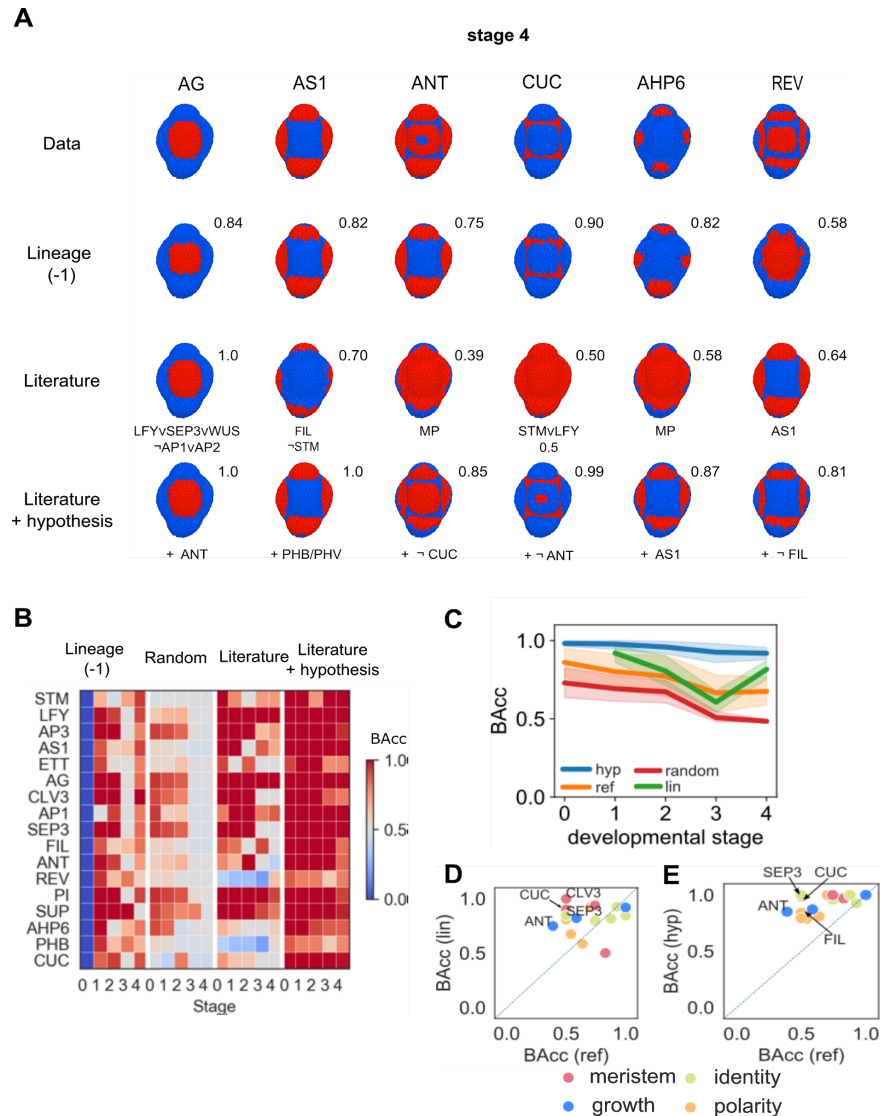 A
stage 4
AG AS1 ANT CUC AHP6 REV
Data
Lineage
(-1)
0.84 0.82 0.75 0.90 0.82 0.58
Literature
1.0 0.70 0.39 0.50 0.58 0.64
LFYvSEP3vWUS FIL MP STMvLFY MP AS1
¬AP1vAP2 ¬STM 0.5
Literature
+ hypothesis
1.0 1.0 0.85 0.99 0.87 0.81
+ ANT + PHB/PHV + ¬ CUC + ¬ ANT + AS1 + ¬ FIL
B
Lineage
(-1)
Random
Literature
Literature
+ hypothesis
STM
LFY
AP3
AS1
ETT
AG
CLV3
AP1
SEP3
FIL
ANT
REV
PI
SUP
AHP6
PHB
CUC
0 1 2 3 4 0 1 2 3 4 0 1 2 3 4 0 1 2 3 4
Stage
BAcc
1.0
0.5
0.0
C
BAcc
1.0
0.5
0.0
hyp random
ref lin
0 1 2 3 4
developmental stage
D
BAcc (lin)
1.0
0.5
0.0
CUC CLV3
SEP3
ANT
0.0 0.5 1.0
BAcc (ref)
E
BAcc (hyp)
1.0
0.5
0.0
SEP3 CUC
ANT
FIL
0.0 0.5 1.0
BAcc (ref)
meristem identity
growth polarity